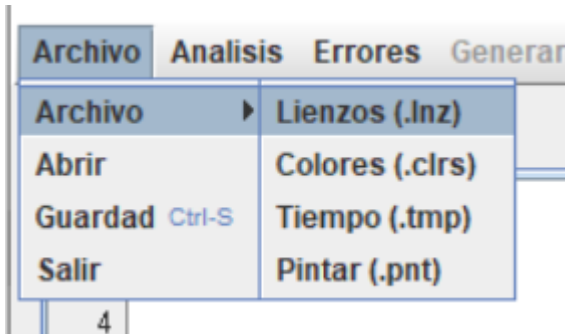 Archivo Analisis Errores Generar
Archivo Lienzos (.lnz)
Abrir Colores (.clrs)
Guardad Ctrl-S Tiempo (.tmp)
Salir Pintar (.pnt)
4